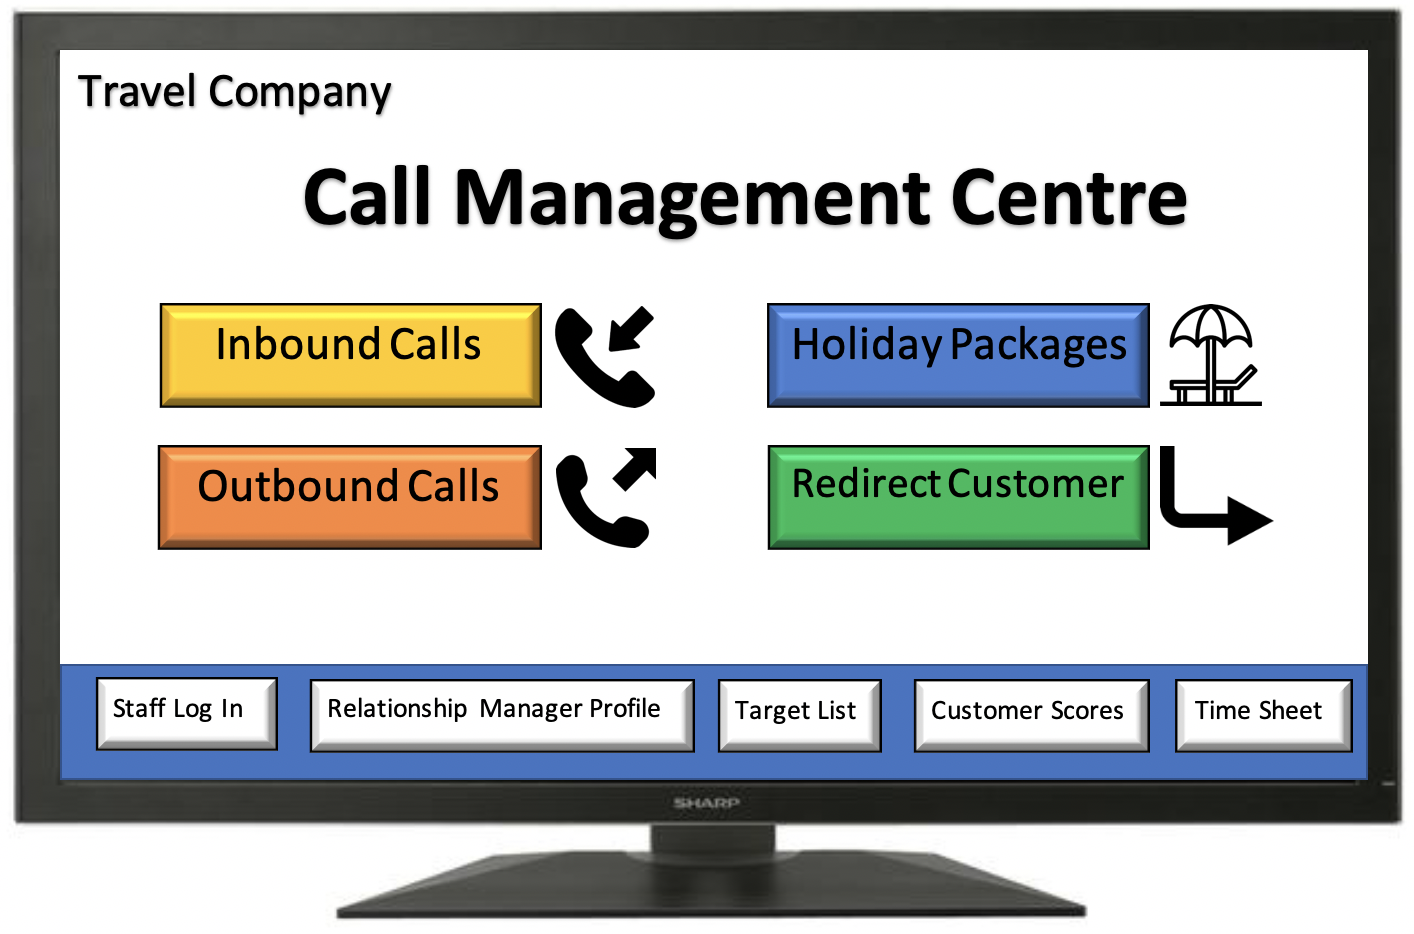 Travel Company
Call Management Centre
Inbound Calls
Holiday Packages
Outbound Calls
Redirect Customer
Staff Log In
Relationship Manager Profile
Target List
Customer Scores
Time Sheet
SHARP